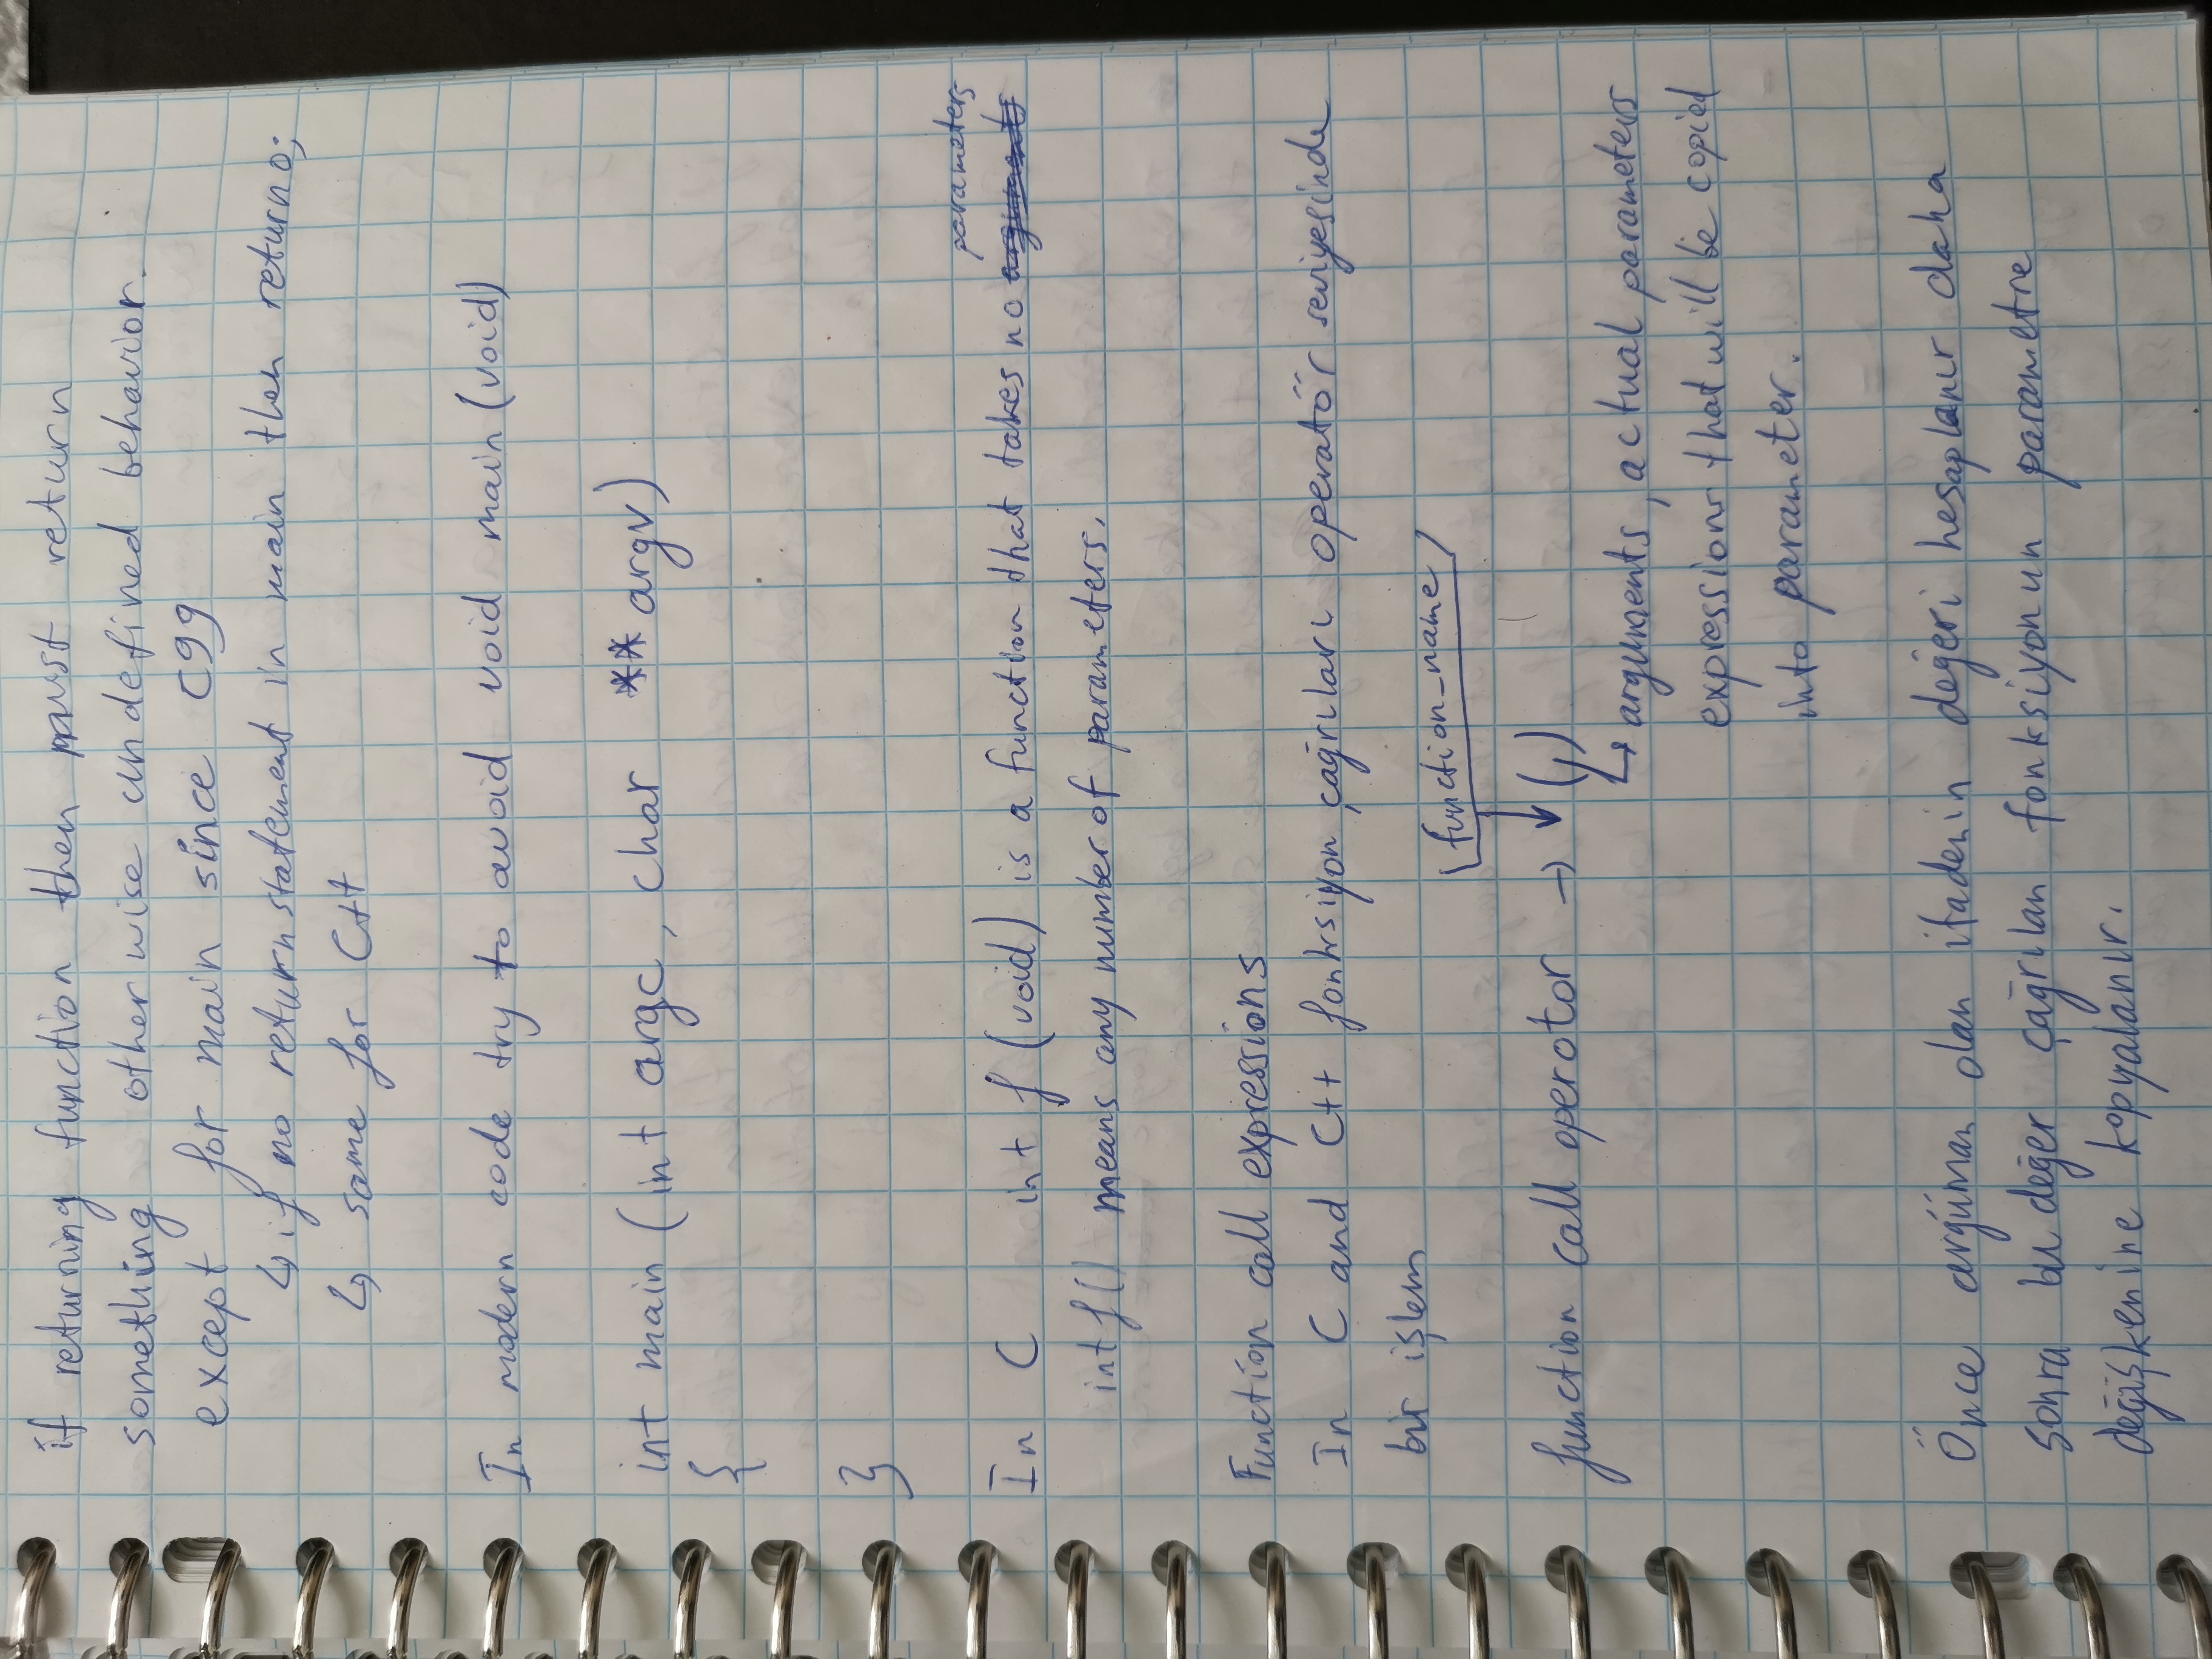 if returning function then must return
something otherwise undefined behavior.
except for main since C99
↳ if no return statement in main then return 0;
↳ same for C++
In modern code try to avoid void main (void)
int main (int argc, char ** argv)
{
}
parameters
In C int f (void) is a function that takes no arguments
int f() means any number of parameters.
Function call expressions
In C and C++ fonksiyon çağrıları operatör seviyesinde
bir işlem
function_name
function call operator → (,)
↳ arguments, actual parameters
expressions that will be copied
into parameter.
Önce argüman olan ifadenin değeri hesaplanır daha
sonra bu değer çağrılan fonksiyonun parametre
değişkenine kopyalanır.